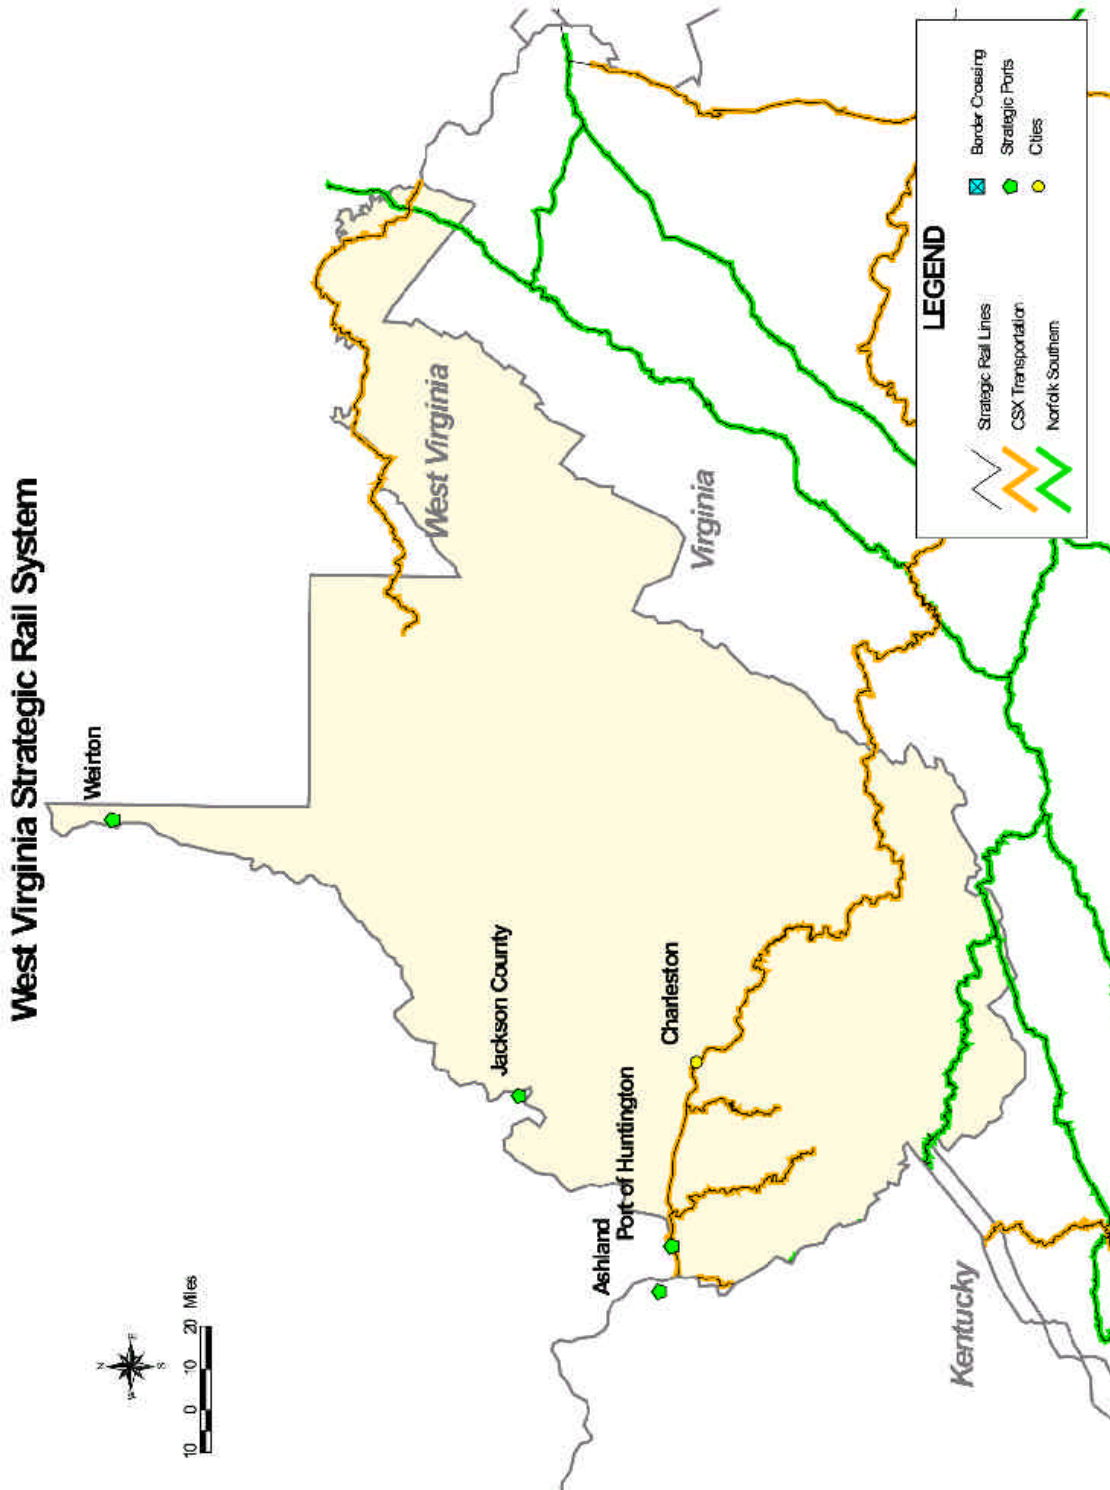 West Virginia Strategic Rail System
N
W
E
S
10 0 10 20 Miles
Weirton
Jackson County
Charleston
Port of Huntington
Ashland
West Virginia
Virginia
Kentucky
LEGEND
Strategic Rail Lines
CSX Transportation
Norfolk Southern
Border Crossing
Strategic Ports
Cities